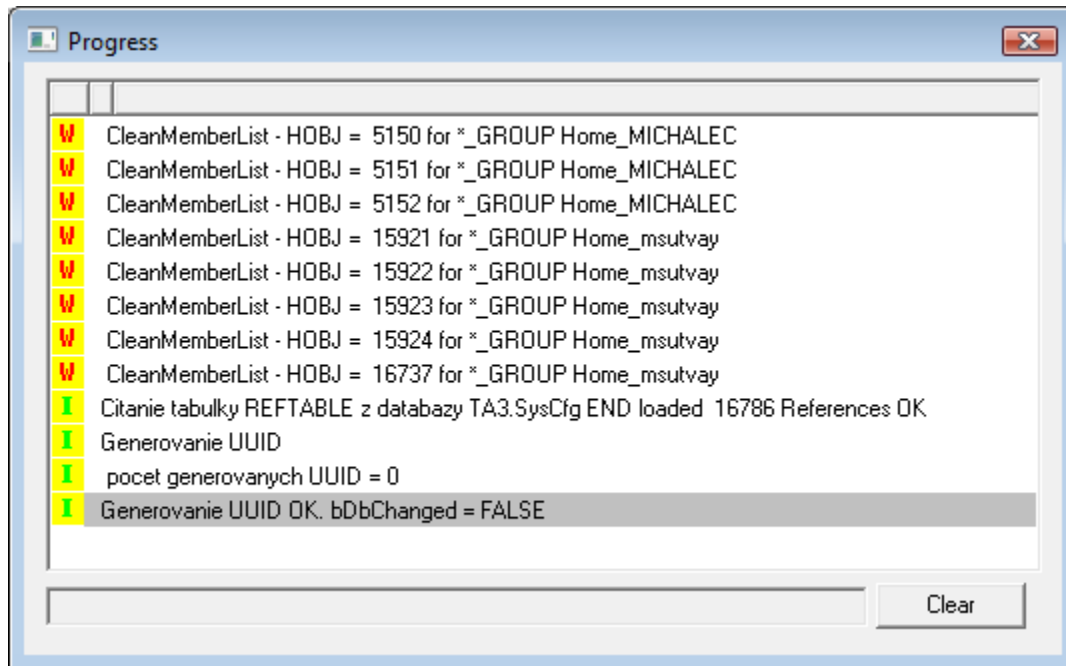 Progress
W CleanMemberList - HOBJ = 5150 for *_GROUP Home_MICHALEC
W CleanMemberList - HOBJ = 5151 for *_GROUP Home_MICHALEC
W CleanMemberList - HOBJ = 5152 for *_GROUP Home_MICHALEC
W CleanMemberList - HOBJ = 15921 for *_GROUP Home_msutvay
W CleanMemberList - HOBJ = 15922 for *_GROUP Home_msutvay
W CleanMemberList - HOBJ = 15923 for *_GROUP Home_msutvay
W CleanMemberList - HOBJ = 15924 for *_GROUP Home_msutvay
W CleanMemberList - HOBJ = 16737 for *_GROUP Home_msutvay
I Citanie tabulky REFTABLE z databazy TA3.SysCfg END loaded 16786 References OK
I Generovanie UUID
I pocet generovanych UUID = 0
I Generovanie UUID OK. bDbChanged = FALSE
Clear